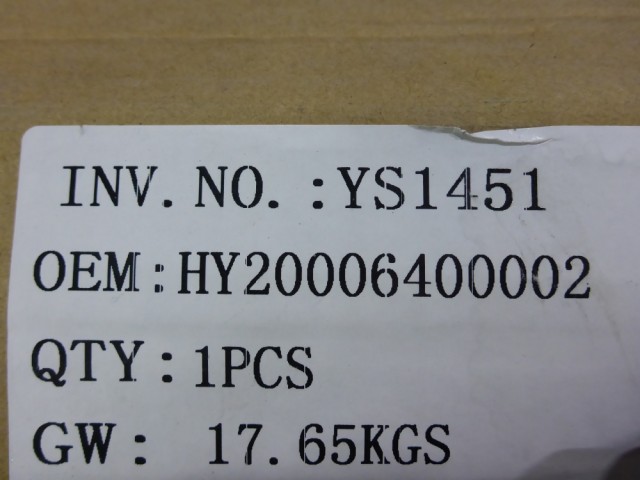 INV.NO.:YS1451
OEM:HY20006400002
QTY:1PCS
GW: 17.65KGS